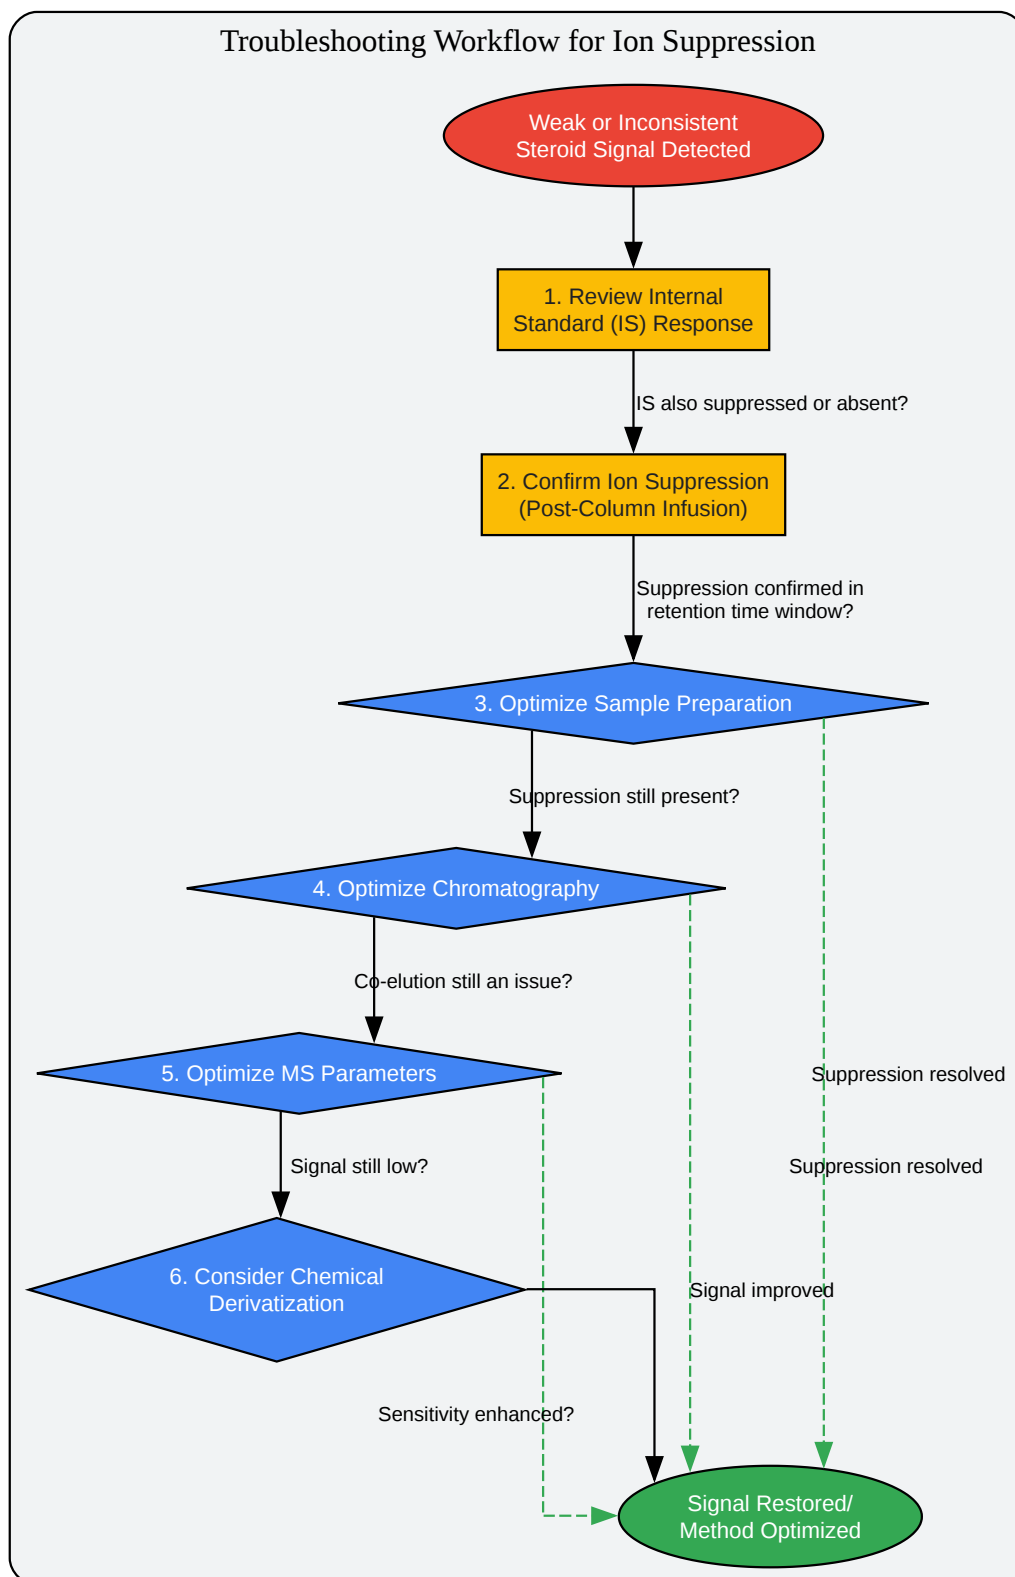 Troubleshooting Workflow for Ion Suppression
Weak or Inconsistent
Steroid Signal Detected
1. Review Internal
Standard (IS) Response
IS also suppressed or absent?
2. Confirm Ion Suppression
(Post-Column Infusion)
Suppression confirmed in
retention time window?
3. Optimize Sample Preparation
Suppression still present?
4. Optimize Chromatography
Co-elution still an issue?
5. Optimize MS Parameters
Suppression resolved
Signal still low?
Suppression resolved
6. Consider Chemical
Derivatization
Signal improved
Sensitivity enhanced?
Signal Restored/
Method Optimized